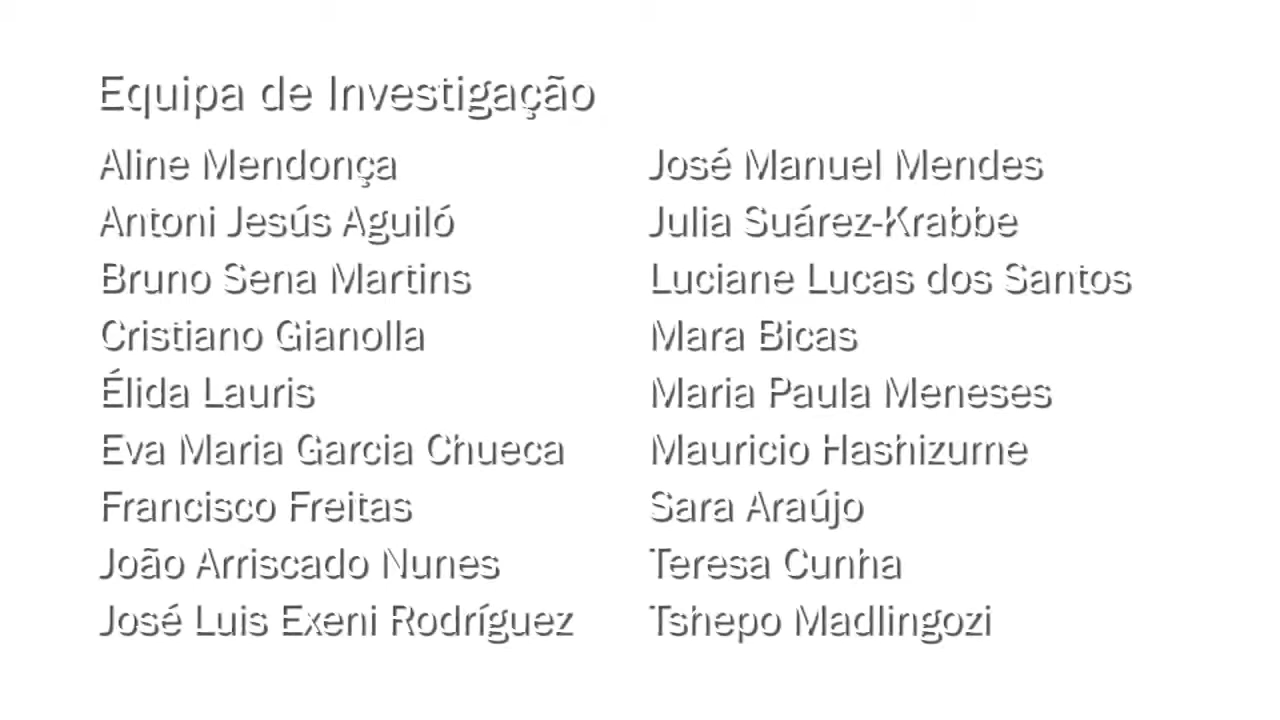 Equipa de Investigação
Aline Mendonça
Antoni Jesús Aguiló
Bruno Sena Martins
Cristiano Gianolla
Élida Lauris
Eva Maria Garcia Chueca
Francisco Freitas
João Arriscado Nunes
José Luis Exeni Rodríguez
José Manuel Mendes
Julia Suárez-Krabbe
Luciane Lucas dos Santos
Mara Bicas
Maria Paula Meneses
Mauricio Hashizume
Sara Araújo
Teresa Cunha
Tshepo Madlingozi